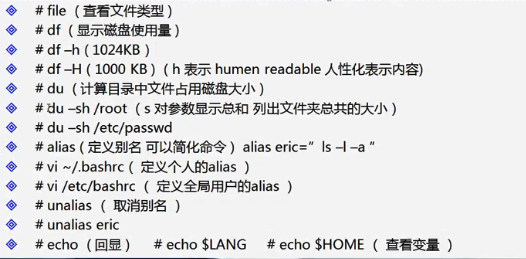 # file （查看文件类型）
# df （显示磁盘使用量）
# df –h ( 1024KB )
# df –H ( 1000 KB ) ( h 表示 human readable 人性化表示内容)
# du （计算目录中文件占用磁盘大小）
# du –sh /root （ s 对参数显示总和 列出文件夹总共的大小）
# du –sh /etc/passwd
# alias ( 定义别名 可以简化命令 ） alias eric=” ls –l –a ”
# vi ~/.bashrc （ 定义个人的alias ）
# vi /etc/bashrc （ 定义全局用户的alias ）
# unalias （ 取消别名 ）
# unalias eric
# echo （回显） # echo $LANG # echo $HOME （ 查看变量 ）